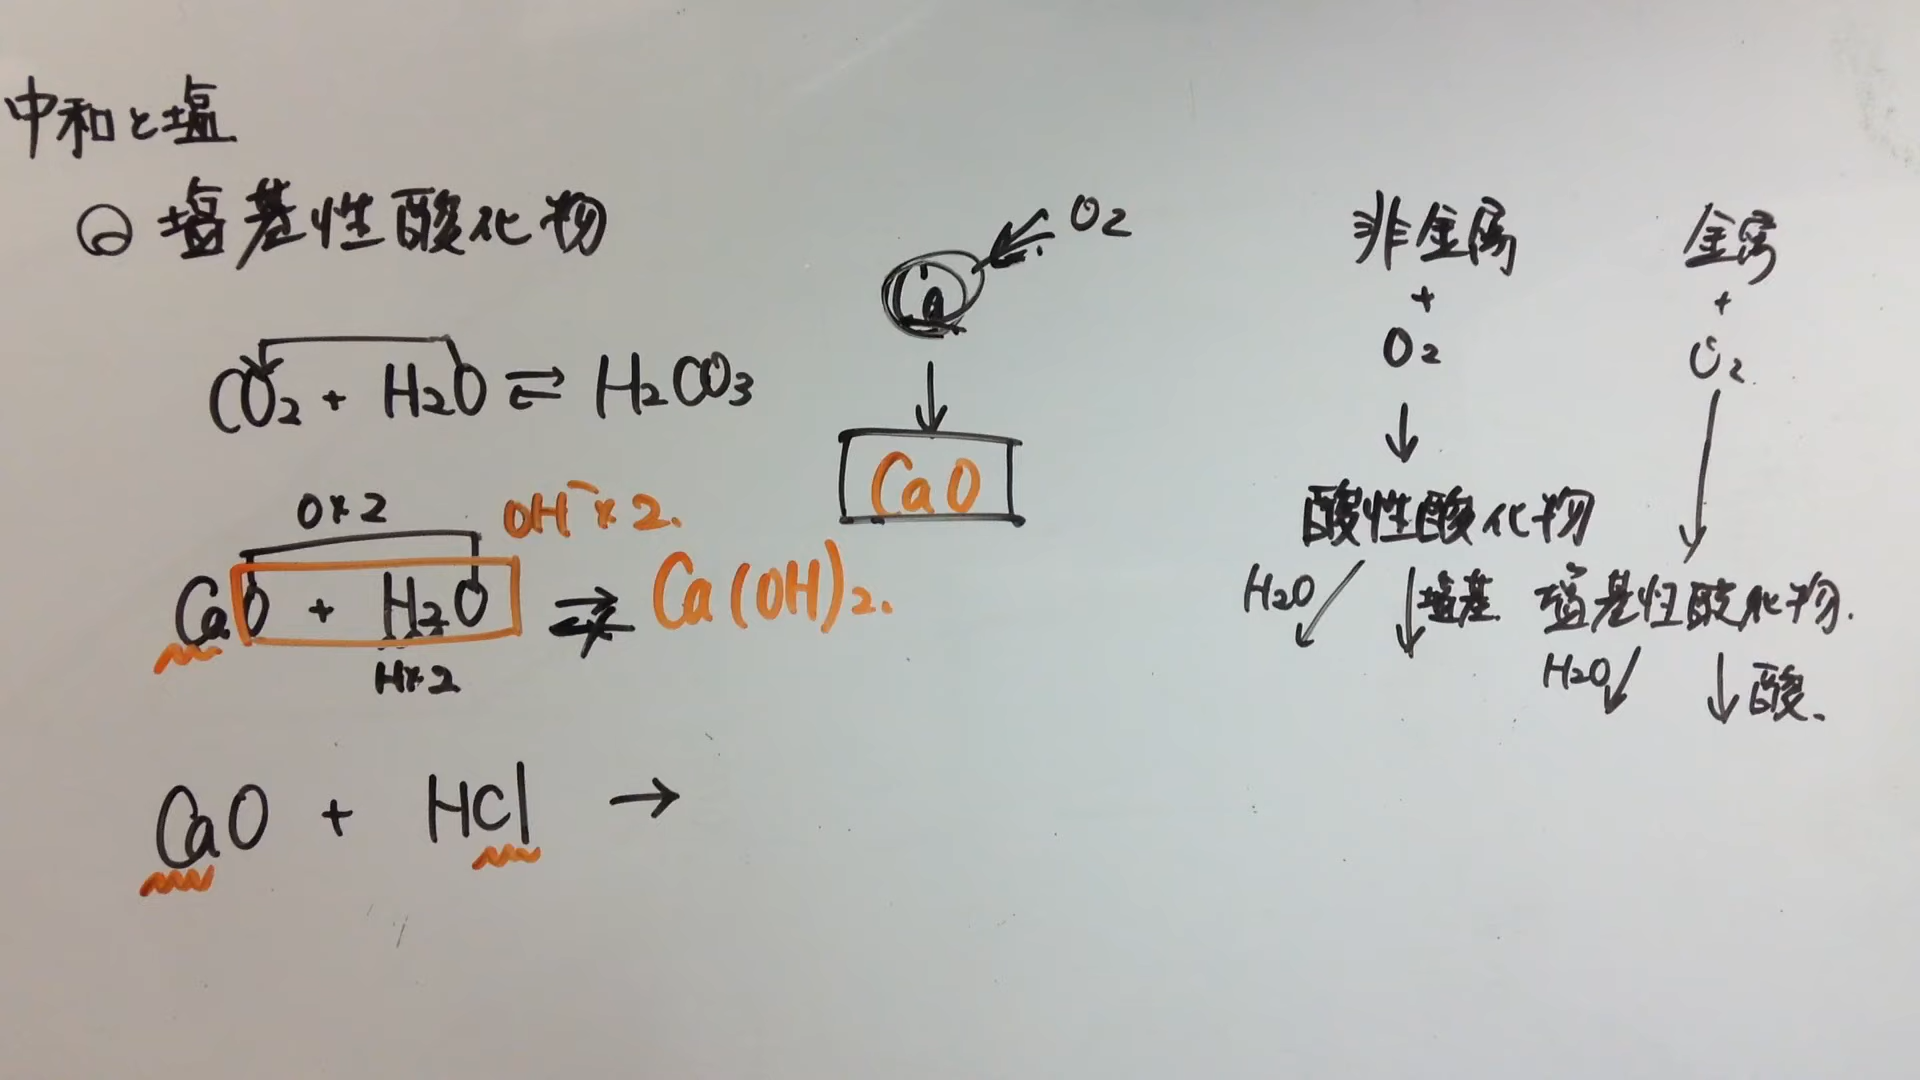 中和と塩
◎ 塩基性酸化物
CO2 + H2O ⇄ H2CO3
O×2
OH⁻×2.
CaO + H2O ⇄ Ca(OH)2.
H×2
CaO + HCl →
O2
↓
CaO
非金属
+
O2
↓
酸性酸化物
H2O ↓塩基
金属
+
O2
↓
塩基性酸化物.
H2O ↓酸.